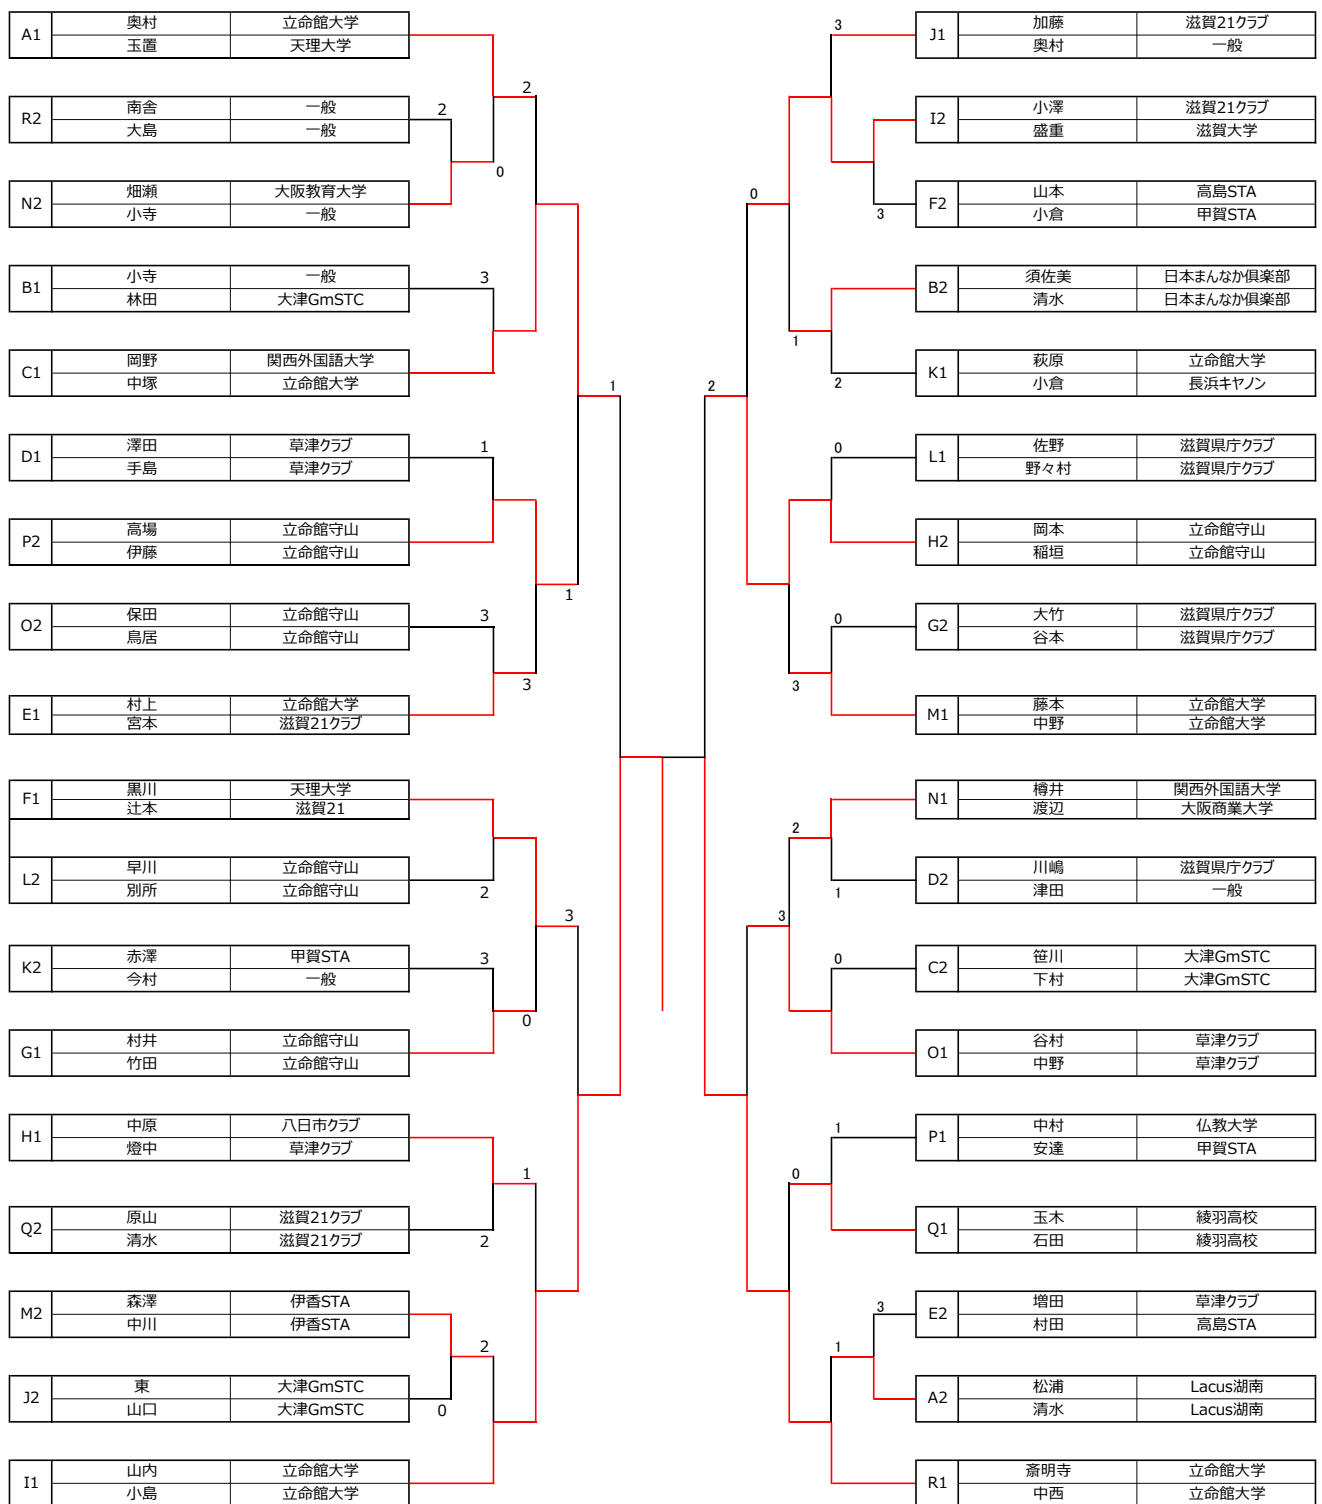 A1 奥村 立命館大学
玉置 天理大学
R2 南舎 一般 2
大島 一般
N2 畑瀬 大阪教育大学
小寺 一般
0
2
B1 小寺 一般 3
林田 大津GmSTC
C1 岡野 関西外国語大学
中塚 立命館大学
1
D1 澤田 草津クラブ 1
手島 草津クラブ
P2 高場 立命館守山
伊藤 立命館守山
1
O2 保田 立命館守山 3
鳥居 立命館守山
3
E1 村上 立命館大学
宮本 滋賀21クラブ
F1 黒川 天理大学
辻本 滋賀21
L2 早川 立命館守山
別所 立命館守山 2
3
K2 赤澤 甲賀STA 3
今村 一般
0
G1 村井 立命館守山
竹田 立命館守山
H1 中原 八日市クラブ
燈中 草津クラブ
1
Q2 原山 滋賀21クラブ
清水 滋賀21クラブ 2
M2 森澤 伊香STA
中川 伊香STA
2
J2 東 大津GmSTC
山口 大津GmSTC 0
I1 山内 立命館大学
小島 立命館大学
3 J1 加藤 滋賀21クラブ
奥村 一般
I2 小澤 滋賀21クラブ
盛重 滋賀大学
F2 山本 高島STA
3 小倉 甲賀STA
0
B2 須佐美 日本まんなか倶楽部
清水 日本まんなか倶楽部
1
K1 萩原 立命館大学
2 小倉 長浜キヤノン
2
0 L1 佐野 滋賀県庁クラブ
野々村 滋賀県庁クラブ
H2 岡本 立命館守山
稲垣 立命館守山
0 G2 大竹 滋賀県庁クラブ
谷本 滋賀県庁クラブ
3
M1 藤本 立命館大学
中野 立命館大学
N1 樽井 関西外国語大学
渡辺 大阪商業大学
2
D2 川嶋 滋賀県庁クラブ
1 津田 一般
3
0 C2 笹川 大津GmSTC
下村 大津GmSTC
O1 谷村 草津クラブ
中野 草津クラブ
1 P1 中村 仏教大学
安達 甲賀STA
0
Q1 玉木 綾羽高校
石田 綾羽高校
3 E2 増田 草津クラブ
村田 高島STA
1
A2 松浦 Lacus湖南
清水 Lacus湖南
R1 斎明寺 立命館大学
中西 立命館大学